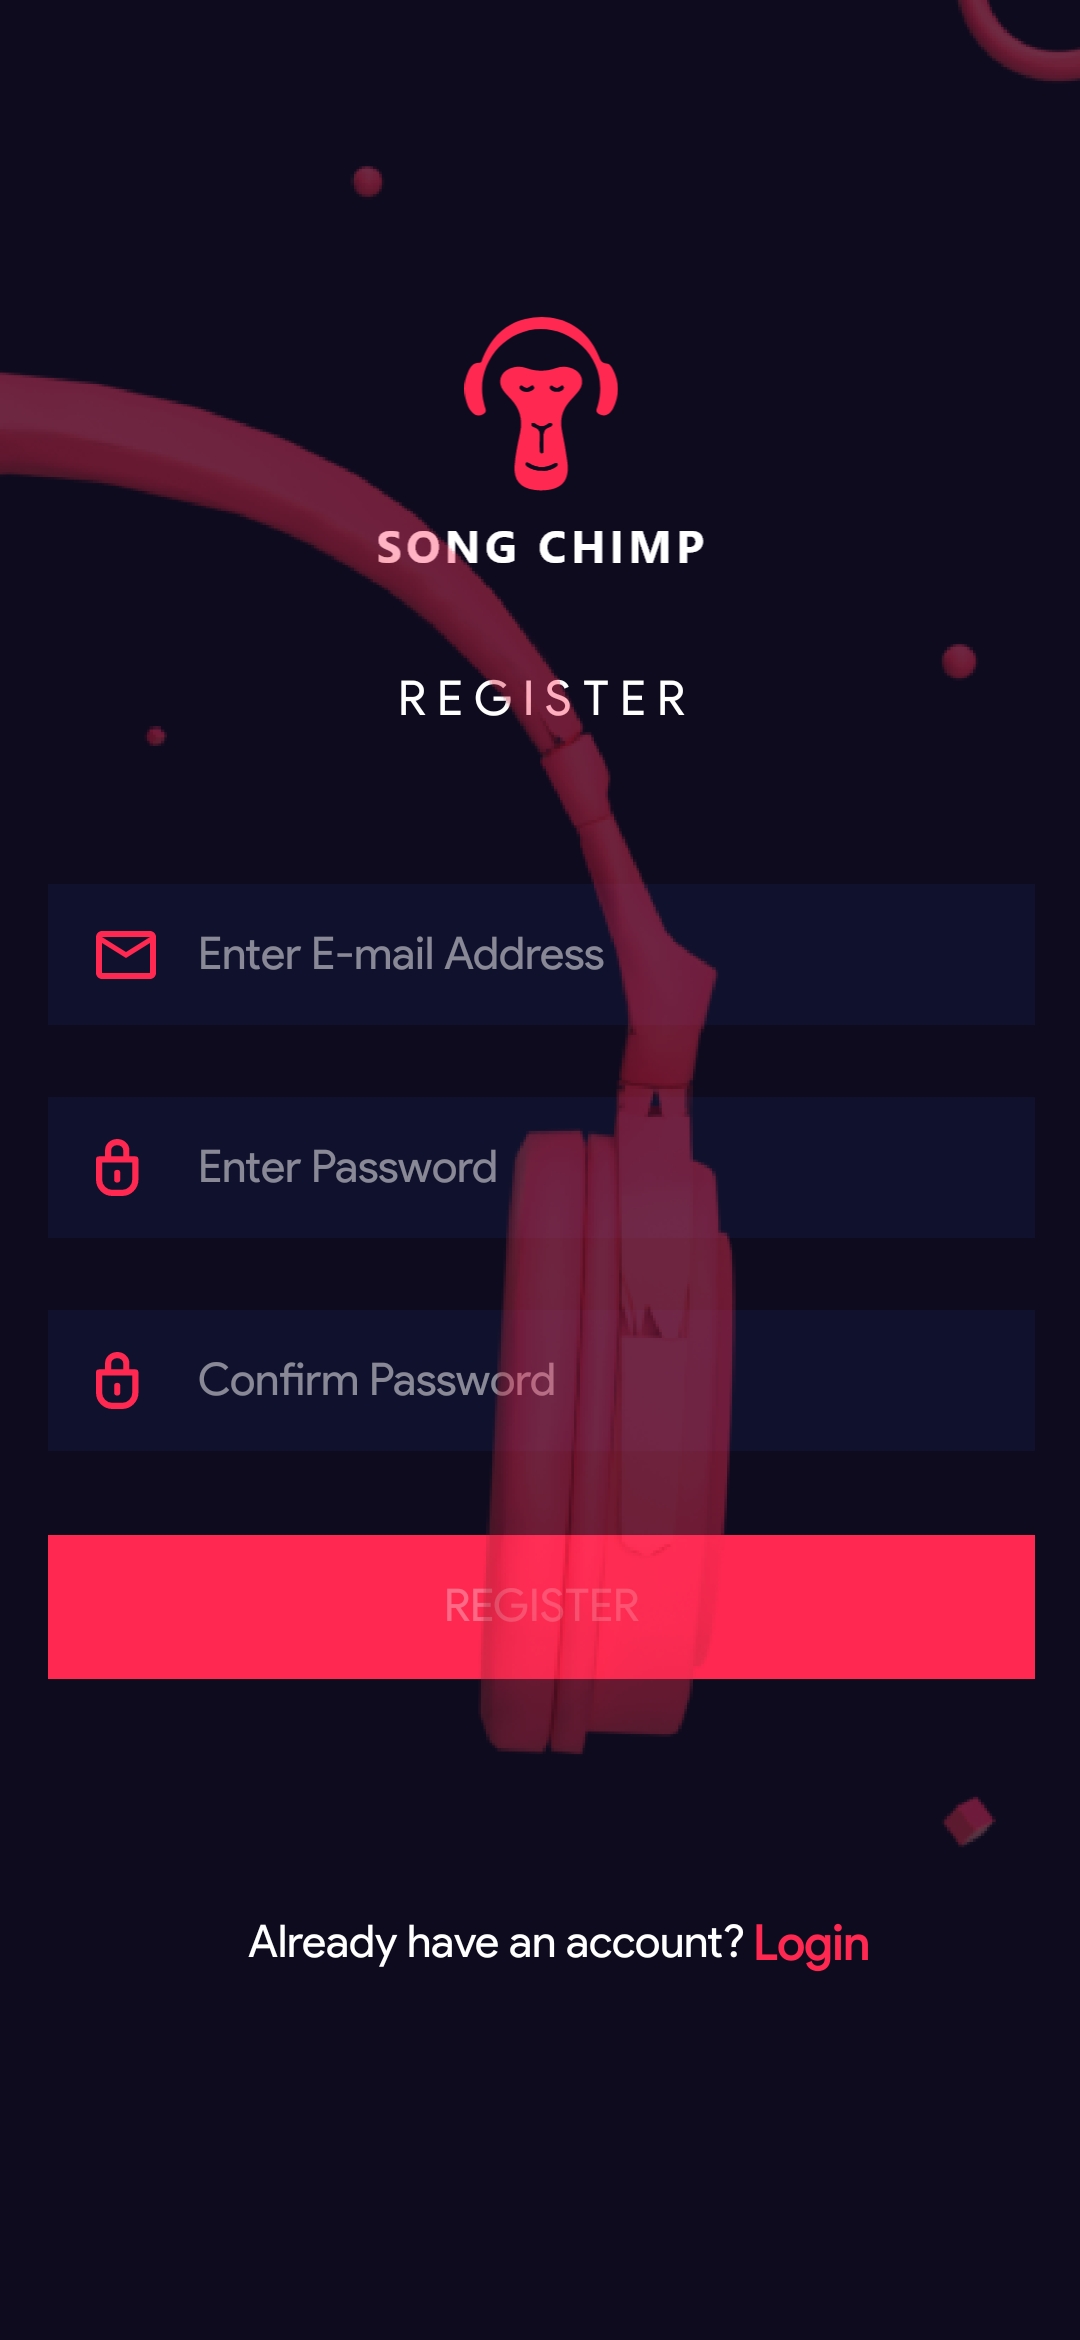 SONG CHIMP
REGISTER
Enter E-mail Address
Enter Password
Confirm Password
REGISTER
Already have an account? Login